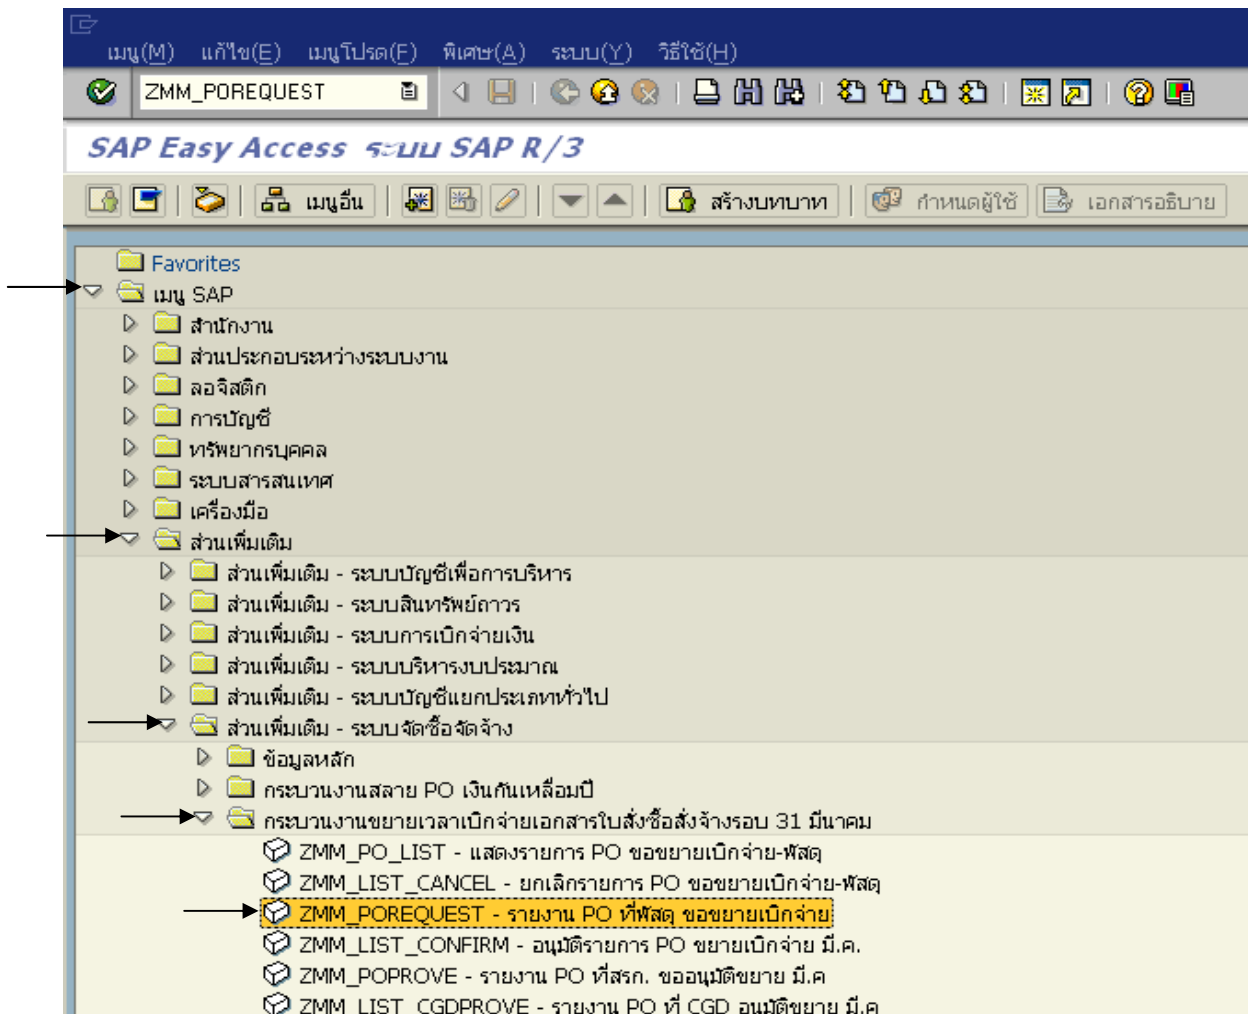 เมนู(M) แก้ไข(E) เมนูโปรด(F) พิเศษ(A) ระบบ(Y) วิธีใช้(H)
ZMM_POREQUEST
SAP Easy Access ระบบ SAP R/3
เมนูอื่น สร้างบทบาท กำหนดผู้ใช้ เอกสารอธิบาย
Favorites
เมนู SAP
สำนักงาน
ส่วนประกอบระหว่างระบบงาน
ลอจิสติก
การบัญชี
ทรัพยากรบุคคล
ระบบสารสนเทศ
เครื่องมือ
ส่วนเพิ่มเติม
ส่วนเพิ่มเติม - ระบบบัญชีเพื่อการบริหาร
ส่วนเพิ่มเติม - ระบบสินทรัพย์ถาวร
ส่วนเพิ่มเติม - ระบบการเบิกจ่ายเงิน
ส่วนเพิ่มเติม - ระบบบริหารงบประมาณ
ส่วนเพิ่มเติม - ระบบบัญชีแยกประเภททั่วไป
ส่วนเพิ่มเติม - ระบบจัดซื้อจัดจ้าง
ข้อมูลหลัก
กระบวนงานสลาย PO เงินกันเหลื่อมปี
กระบวนงานขยายเวลาเบิกจ่ายเอกสารใบสั่งซื้อสั่งจ้างรอบ 31 มีนาคม
ZMM_PO_LIST - แสดงรายการ PO ขอขยายเบิกจ่าย-พัสดุ
ZMM_LIST_CANCEL - ยกเลิกรายการ PO ขอขยายเบิกจ่าย-พัสดุ
ZMM_POREQUEST - รายงาน PO ที่พัสดุ ขอขยายเบิกจ่าย
ZMM_LIST_CONFIRM - อนุมัติรายการ PO ขยายเบิกจ่าย มี.ค.
ZMM_POPROVE - รายงาน PO ที่สรก. ขออนุมัติขยาย มี.ค
ZMM_LIST_CGDPROVE - รายงาน PO ที่ CGD อนุมัติขยาย มี.ค